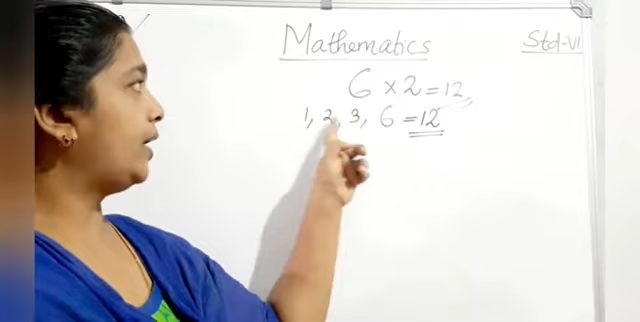 Mathematics
Std-VI
6 × 2 = 12
1, 2, 3, 6 = 12